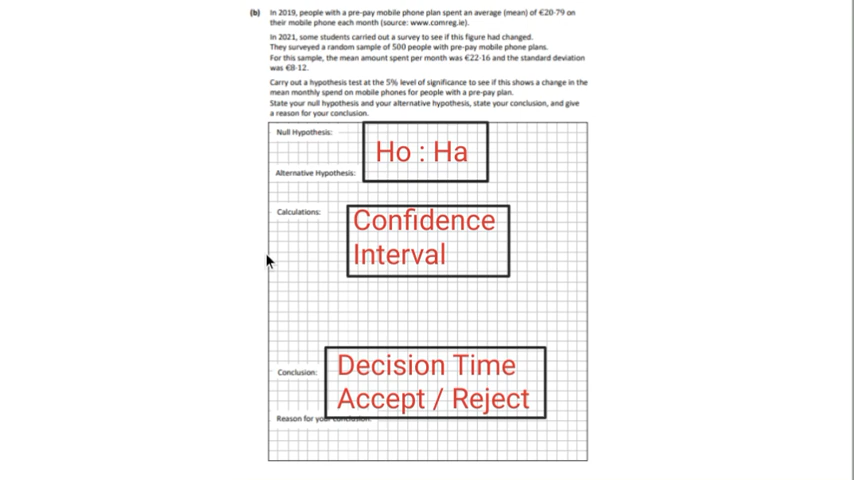 (b) In 2019, people with a pre-pay mobile phone plan spent an average (mean) of €20·79 on
their mobile phone each month (source: www.comreg.ie).
In 2021, some students carried out a survey to see if this figure had changed.
They surveyed a random sample of 500 people with pre-pay mobile phone plans.
For this sample, the mean amount spent per month was €22·16 and the standard deviation
was €8·12.
Carry out a hypothesis test at the 5% level of significance to see if this shows a change in the
mean monthly spend on mobile phones for people with a pre-pay plan.
State your null hypothesis and your alternative hypothesis, state your conclusion, and give
a reason for your conclusion.
Null Hypothesis:
Ho : Ha
Alternative Hypothesis:
Calculations:
Confidence
Interval
Decision Time
Conclusion:
Accept / Reject
Reason for your conclusion: